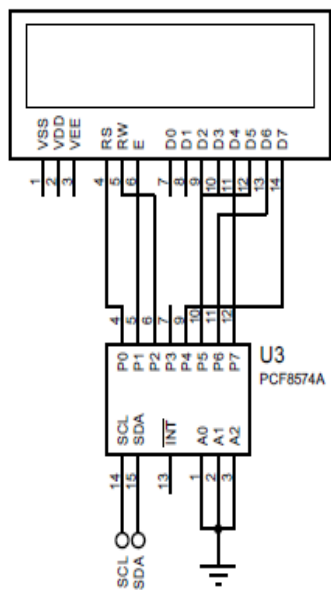 VSS VDD VEE RS RW E D0 D1 D2 D3 D4 D5 D6 D7
1 2 3 4 5 6 7 8 9 10 11 12 13 14
4 5 6 7 9 10 11 12
P0 P1 P2 P3 P4 P5 P6 P7
U3
PCF8574A
SCL SDA INT A0 A1 A2
14 15 13 1 2 3
SCL SDA